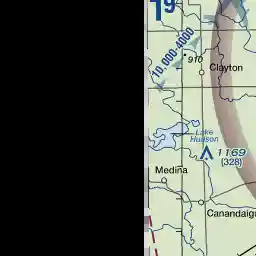 19
10,000-4000
910
Clayton
Lake
Hudson
1169
(328)
Medina
Canandaigu